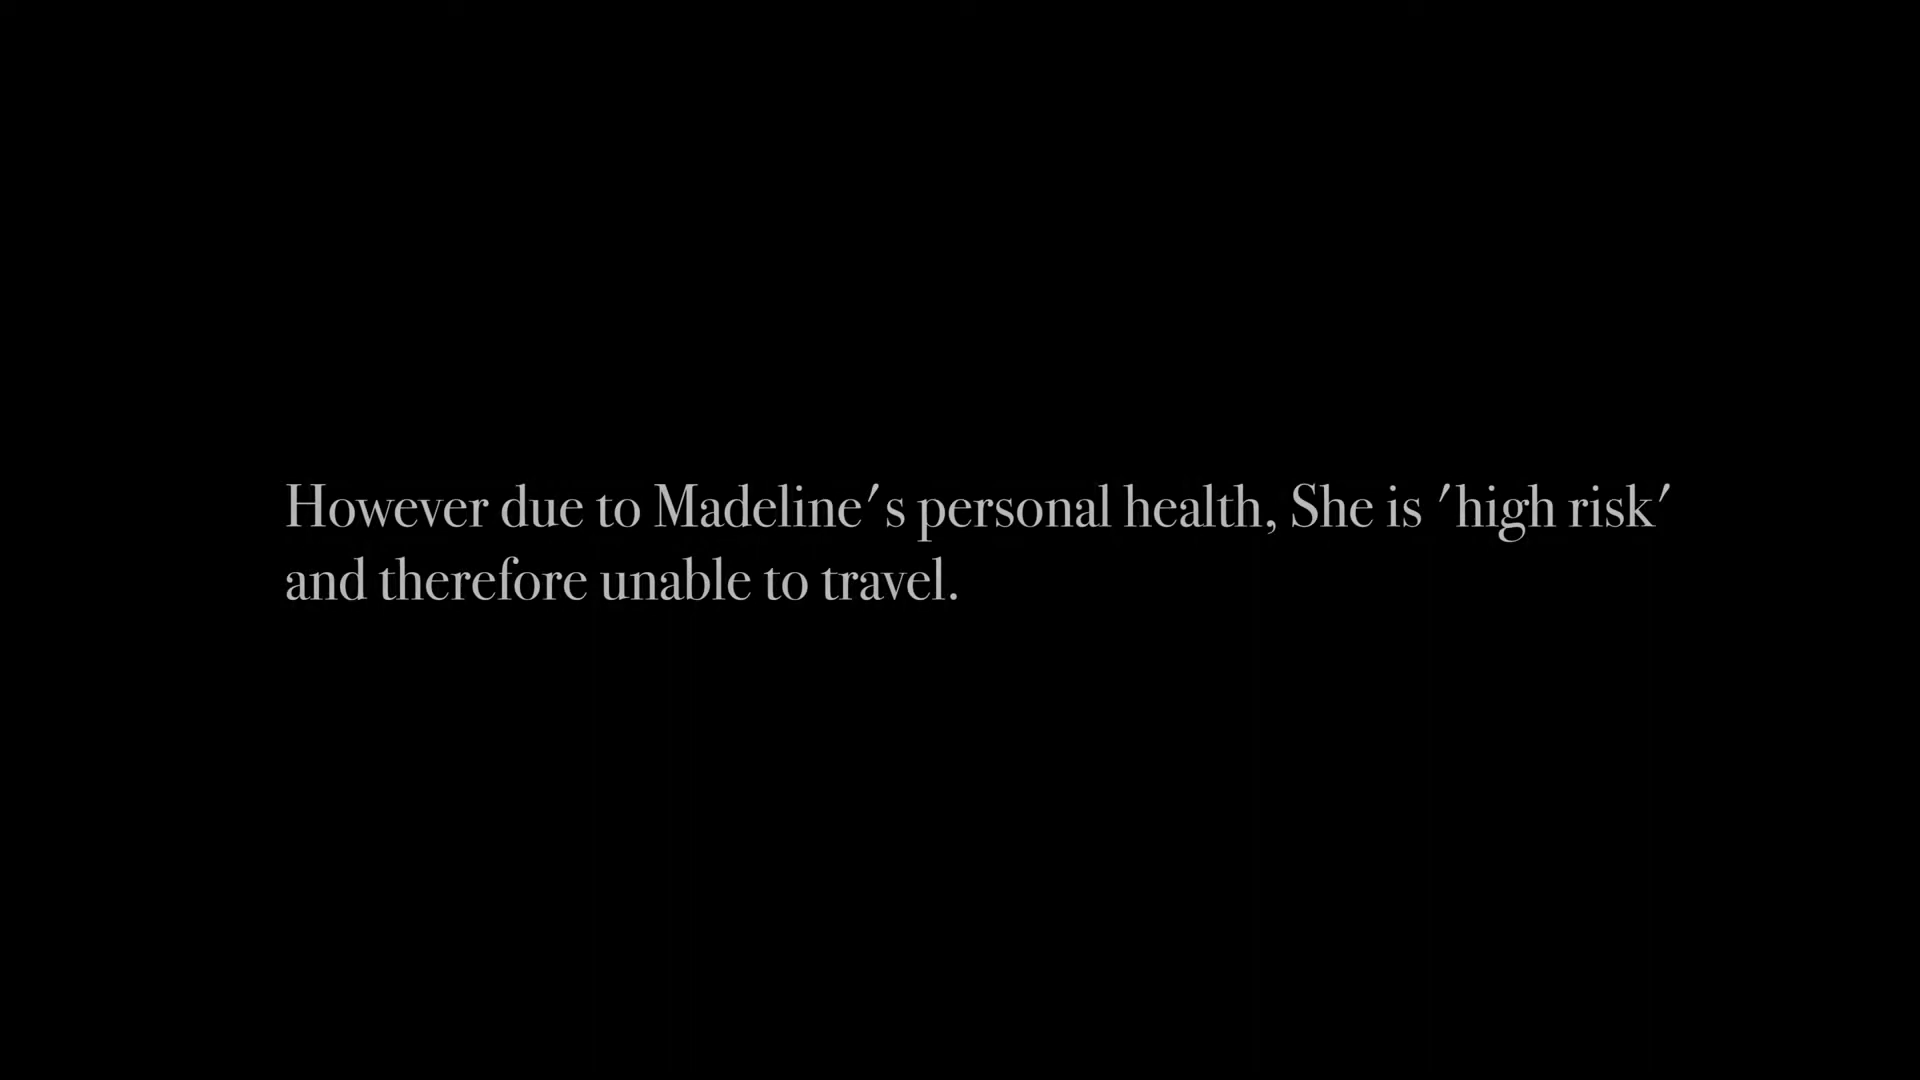 However due to Madeline's personal health, She is 'high risk'
and therefore unable to travel.